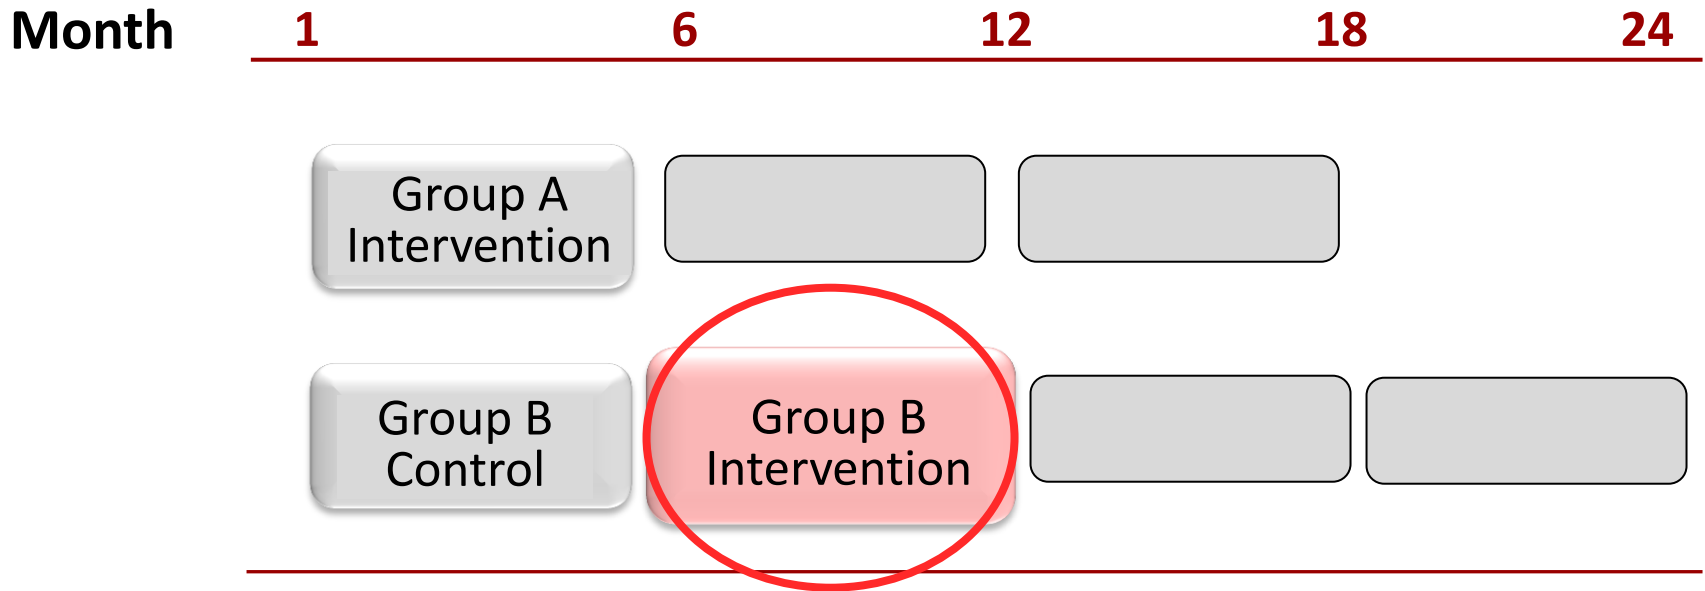 Month 1 6 12 18 24
Group A
Intervention
Group B
Control
Group B
Intervention